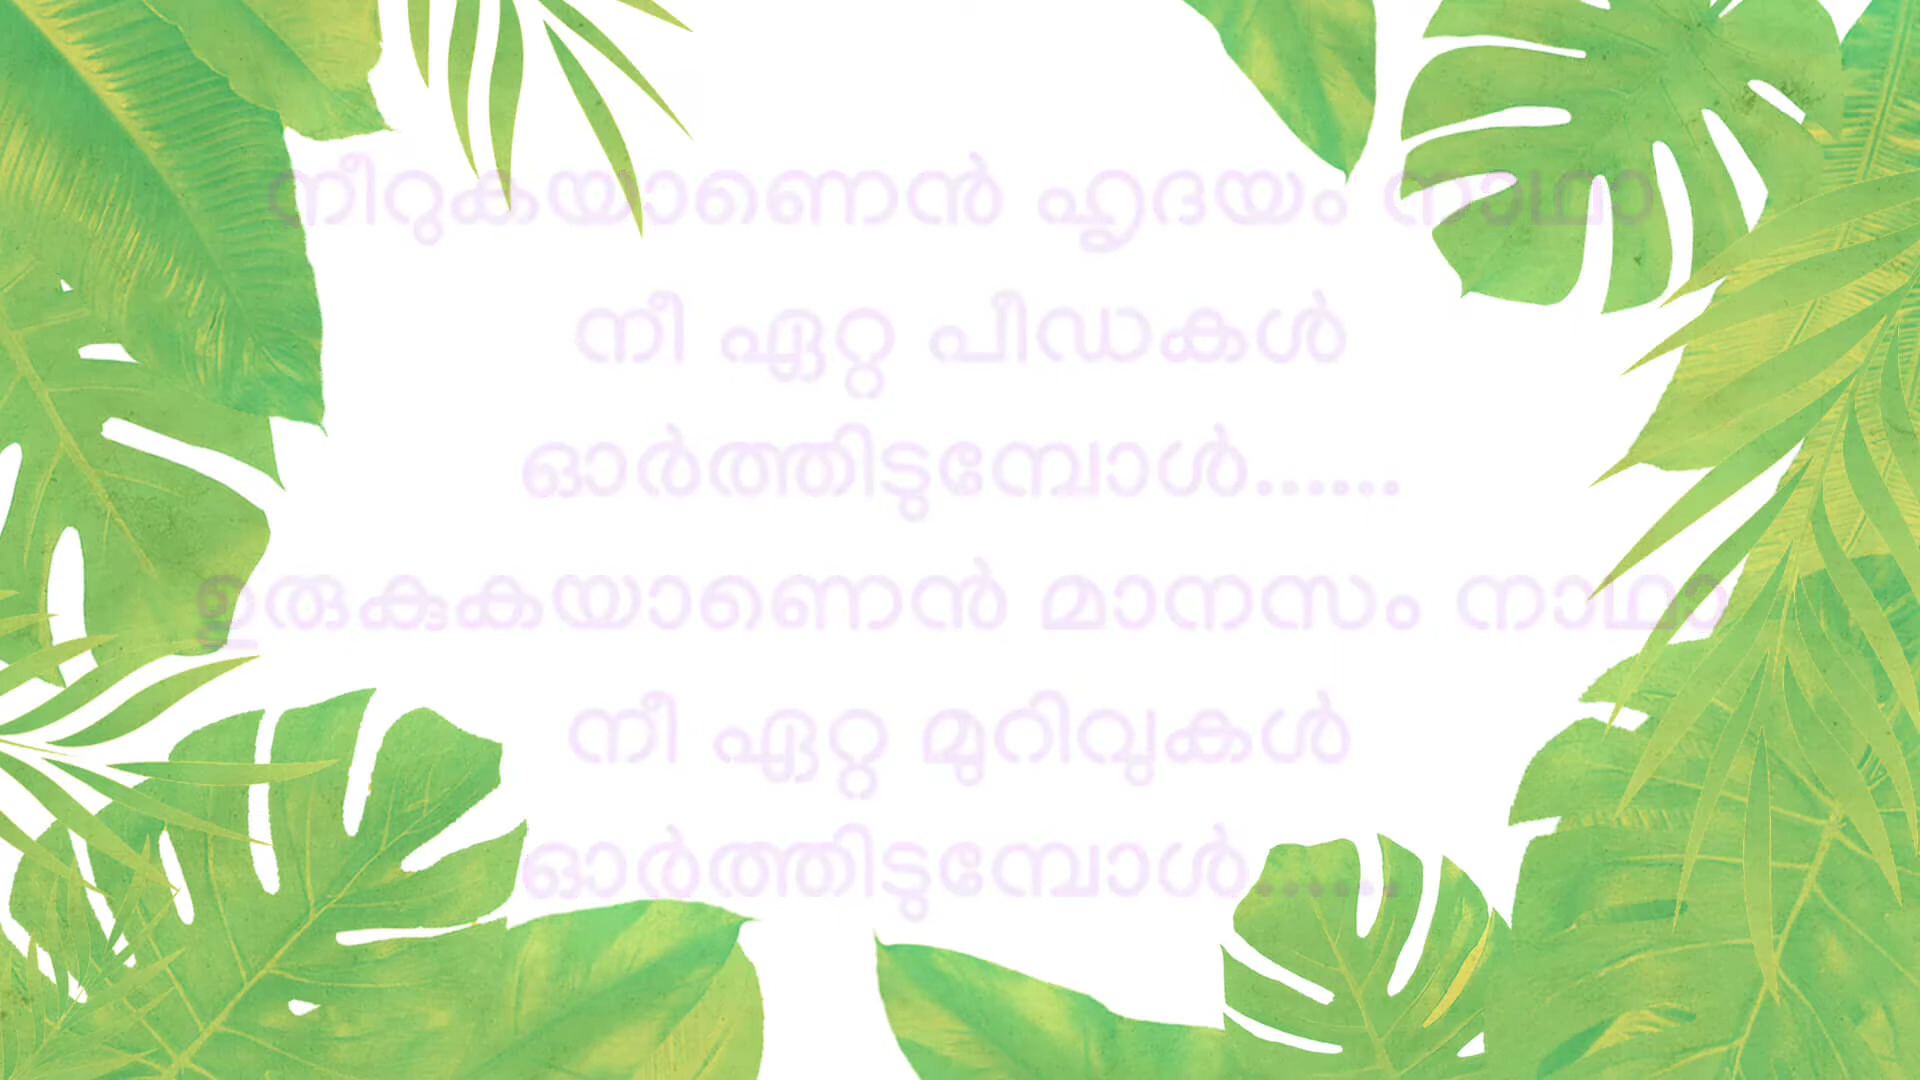 നീറുകയാണെൻ ഹൃദയം നാഥാ
നീ ഏറ്റ പീഡകൾ
ഓർത്തിടുമ്പോൾ......
ഉരുകുകയാണെൻ മാനസം നാഥാ
നീ ഏറ്റ മുറിവുകൾ
ഓർത്തിടുമ്പോൾ......